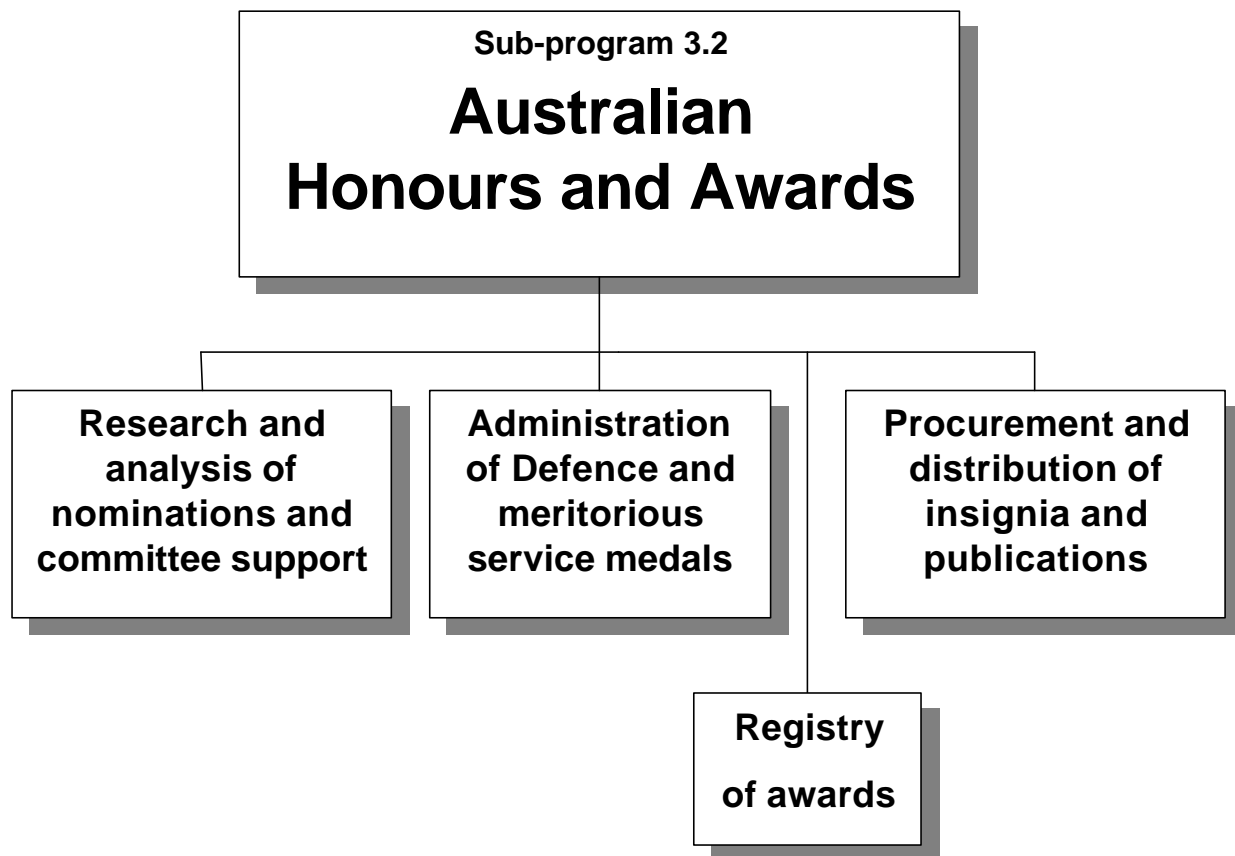 Sub-program 3.2
Australian
Honours and Awards
Research and
analysis of
nominations and
committee support
Administration
of Defence and
meritorious
service medals
Procurement and
distribution of
insignia and
publications
Registry
of awards